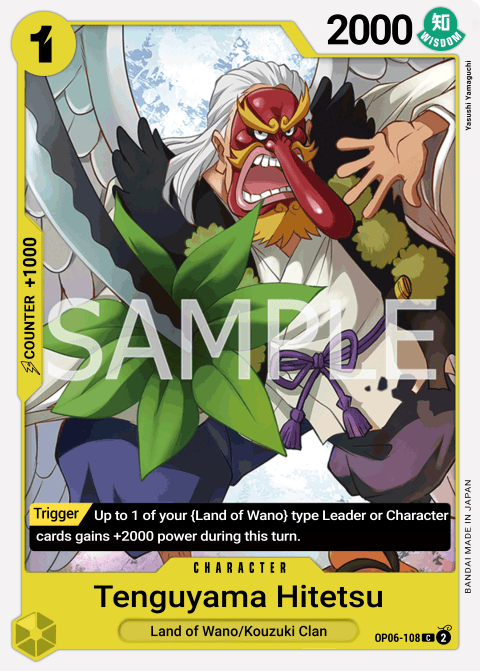 1
2000
知
WISDOM
Yasushi Yamaguchi
COUNTER +1000
SAMPLE
Trigger Up to 1 of your {Land of Wano} type Leader or Character
cards gains +2000 power during this turn.
BANDAI MADE IN JAPAN
CHARACTER
Tenguyama Hitetsu
Land of Wano/Kouzuki Clan
OP06-108 C 2